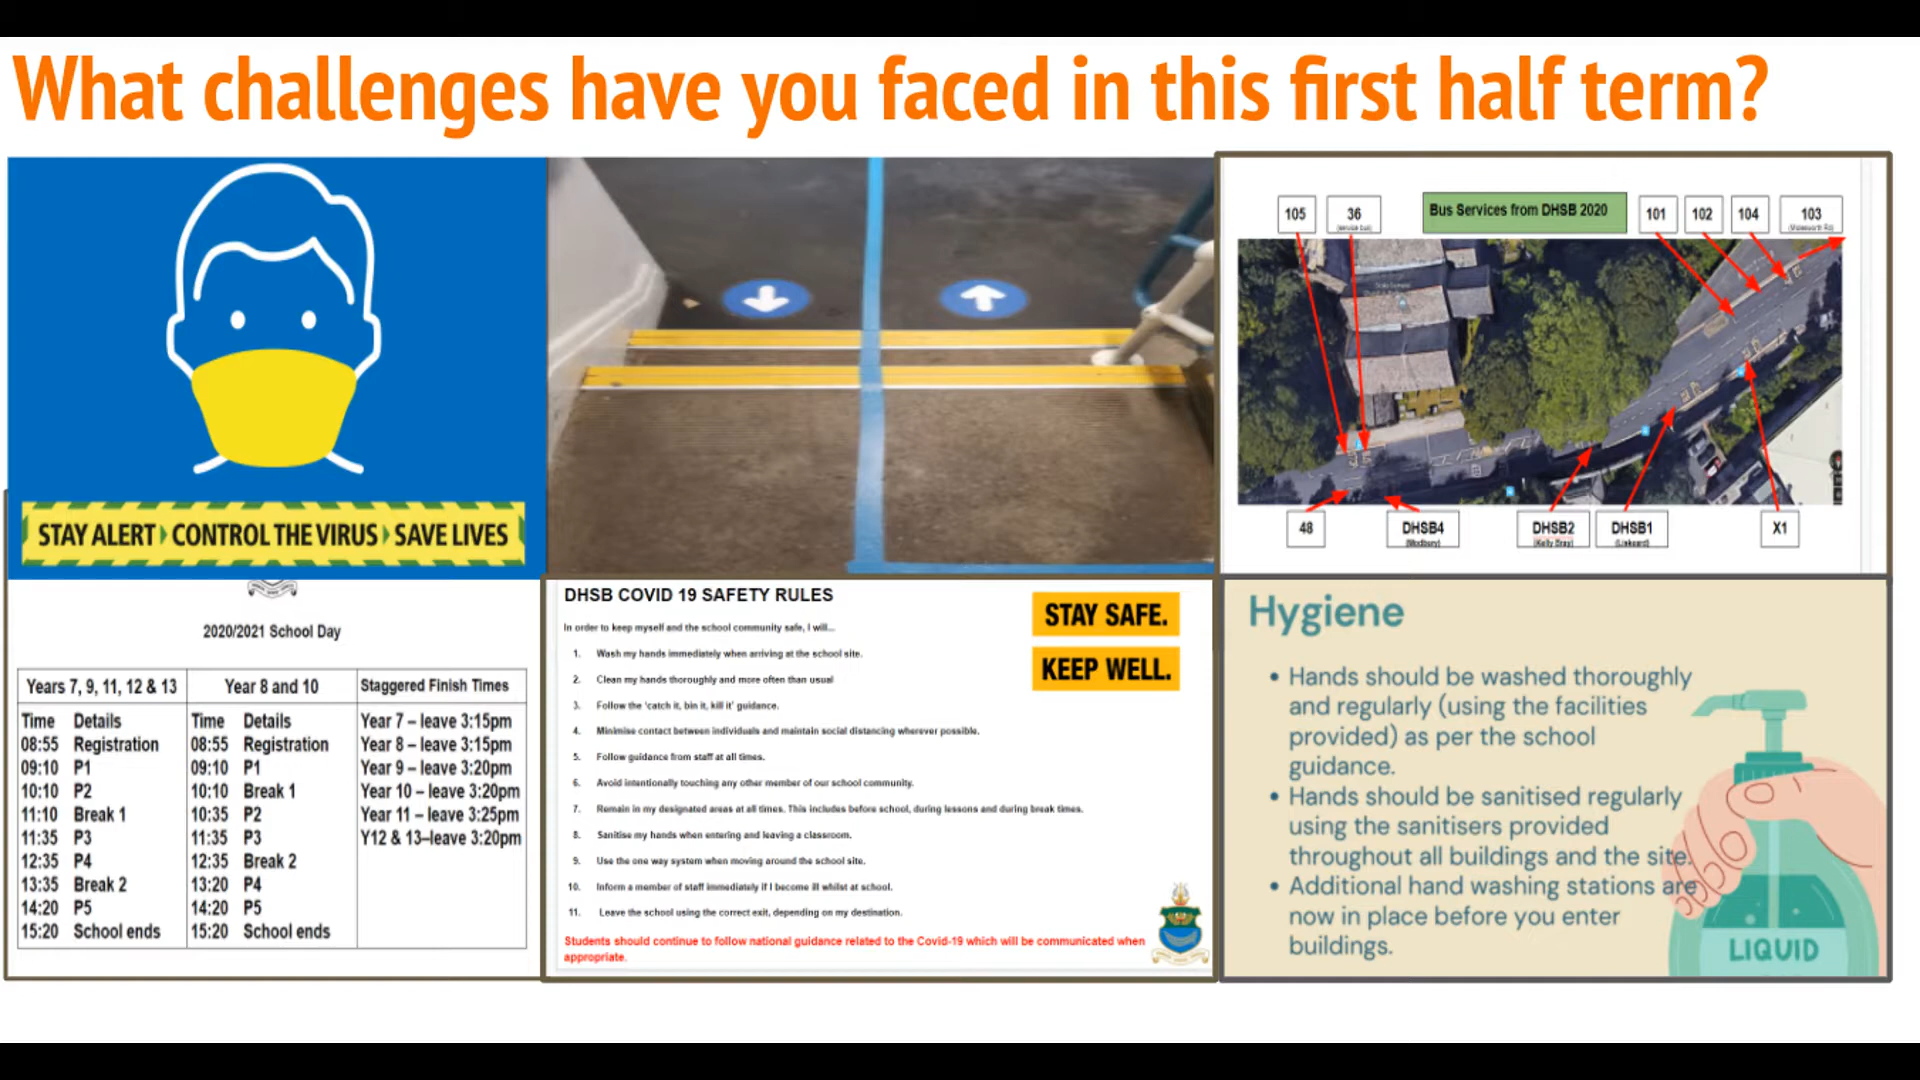 What challenges have you faced in this first half term?
STAY ALERT CONTROL THE VIRUS SAVE LIVES
105 36 Bus Services from DHSB 2020 101 102 104 103
(service bus)
48 DHSB4 DHSB2 DHSB1 X1
(Modbury) (Kelly Bray) (Liskeard)
2020/2021 School Day
Years 7, 9, 11, 12 & 13 Year 8 and 10 Staggered Finish Times
Time Details Time Details Year 7 – leave 3:15pm
08:55 Registration 08:55 Registration Year 8 – leave 3:15pm
09:10 P1 09:10 P1 Year 9 – leave 3:20pm
10:10 P2 10:10 Break 1 Year 10 – leave 3:20pm
11:10 Break 1 10:35 P2 Year 11 – leave 3:25pm
11:35 P3 11:35 P3 Y12 & 13–leave 3:20pm
12:35 P4 12:35 Break 2
13:35 Break 2 13:20 P4
14:20 P5 14:20 P5
15:20 School ends 15:20 School ends
DHSB COVID 19 SAFETY RULES
STAY SAFE.
KEEP WELL.
In order to keep myself and the school community safe, I will...
1. Wash my hands immediately when arriving at the school site.
2. Clean my hands thoroughly and more often than usual
3. Follow the 'catch it, bin it, kill it' guidance.
4. Minimise contact between individuals and maintain social distancing wherever possible.
5. Follow guidance from staff at all times.
6. Avoid intentionally touching any other member of our school community.
7. Remain in my designated areas at all times. This includes before school, during lessons and during break times.
8. Sanitise my hands when entering and leaving a classroom.
9. Use the one way system when moving around the school site.
10. Inform a member of staff immediately if I become ill whilst at school.
11. Leave the school using the correct exit, depending on my destination.
Students should continue to follow national guidance related to the Covid-19 which will be communicated when
appropriate.
Hygiene
• Hands should be washed thoroughly
and regularly (using the facilities
provided) as per the school
guidance.
• Hands should be sanitised regularly
using the sanitisers provided
throughout all buildings and the site.
• Additional hand washing stations are
now in place before you enter
buildings.
LIQUID